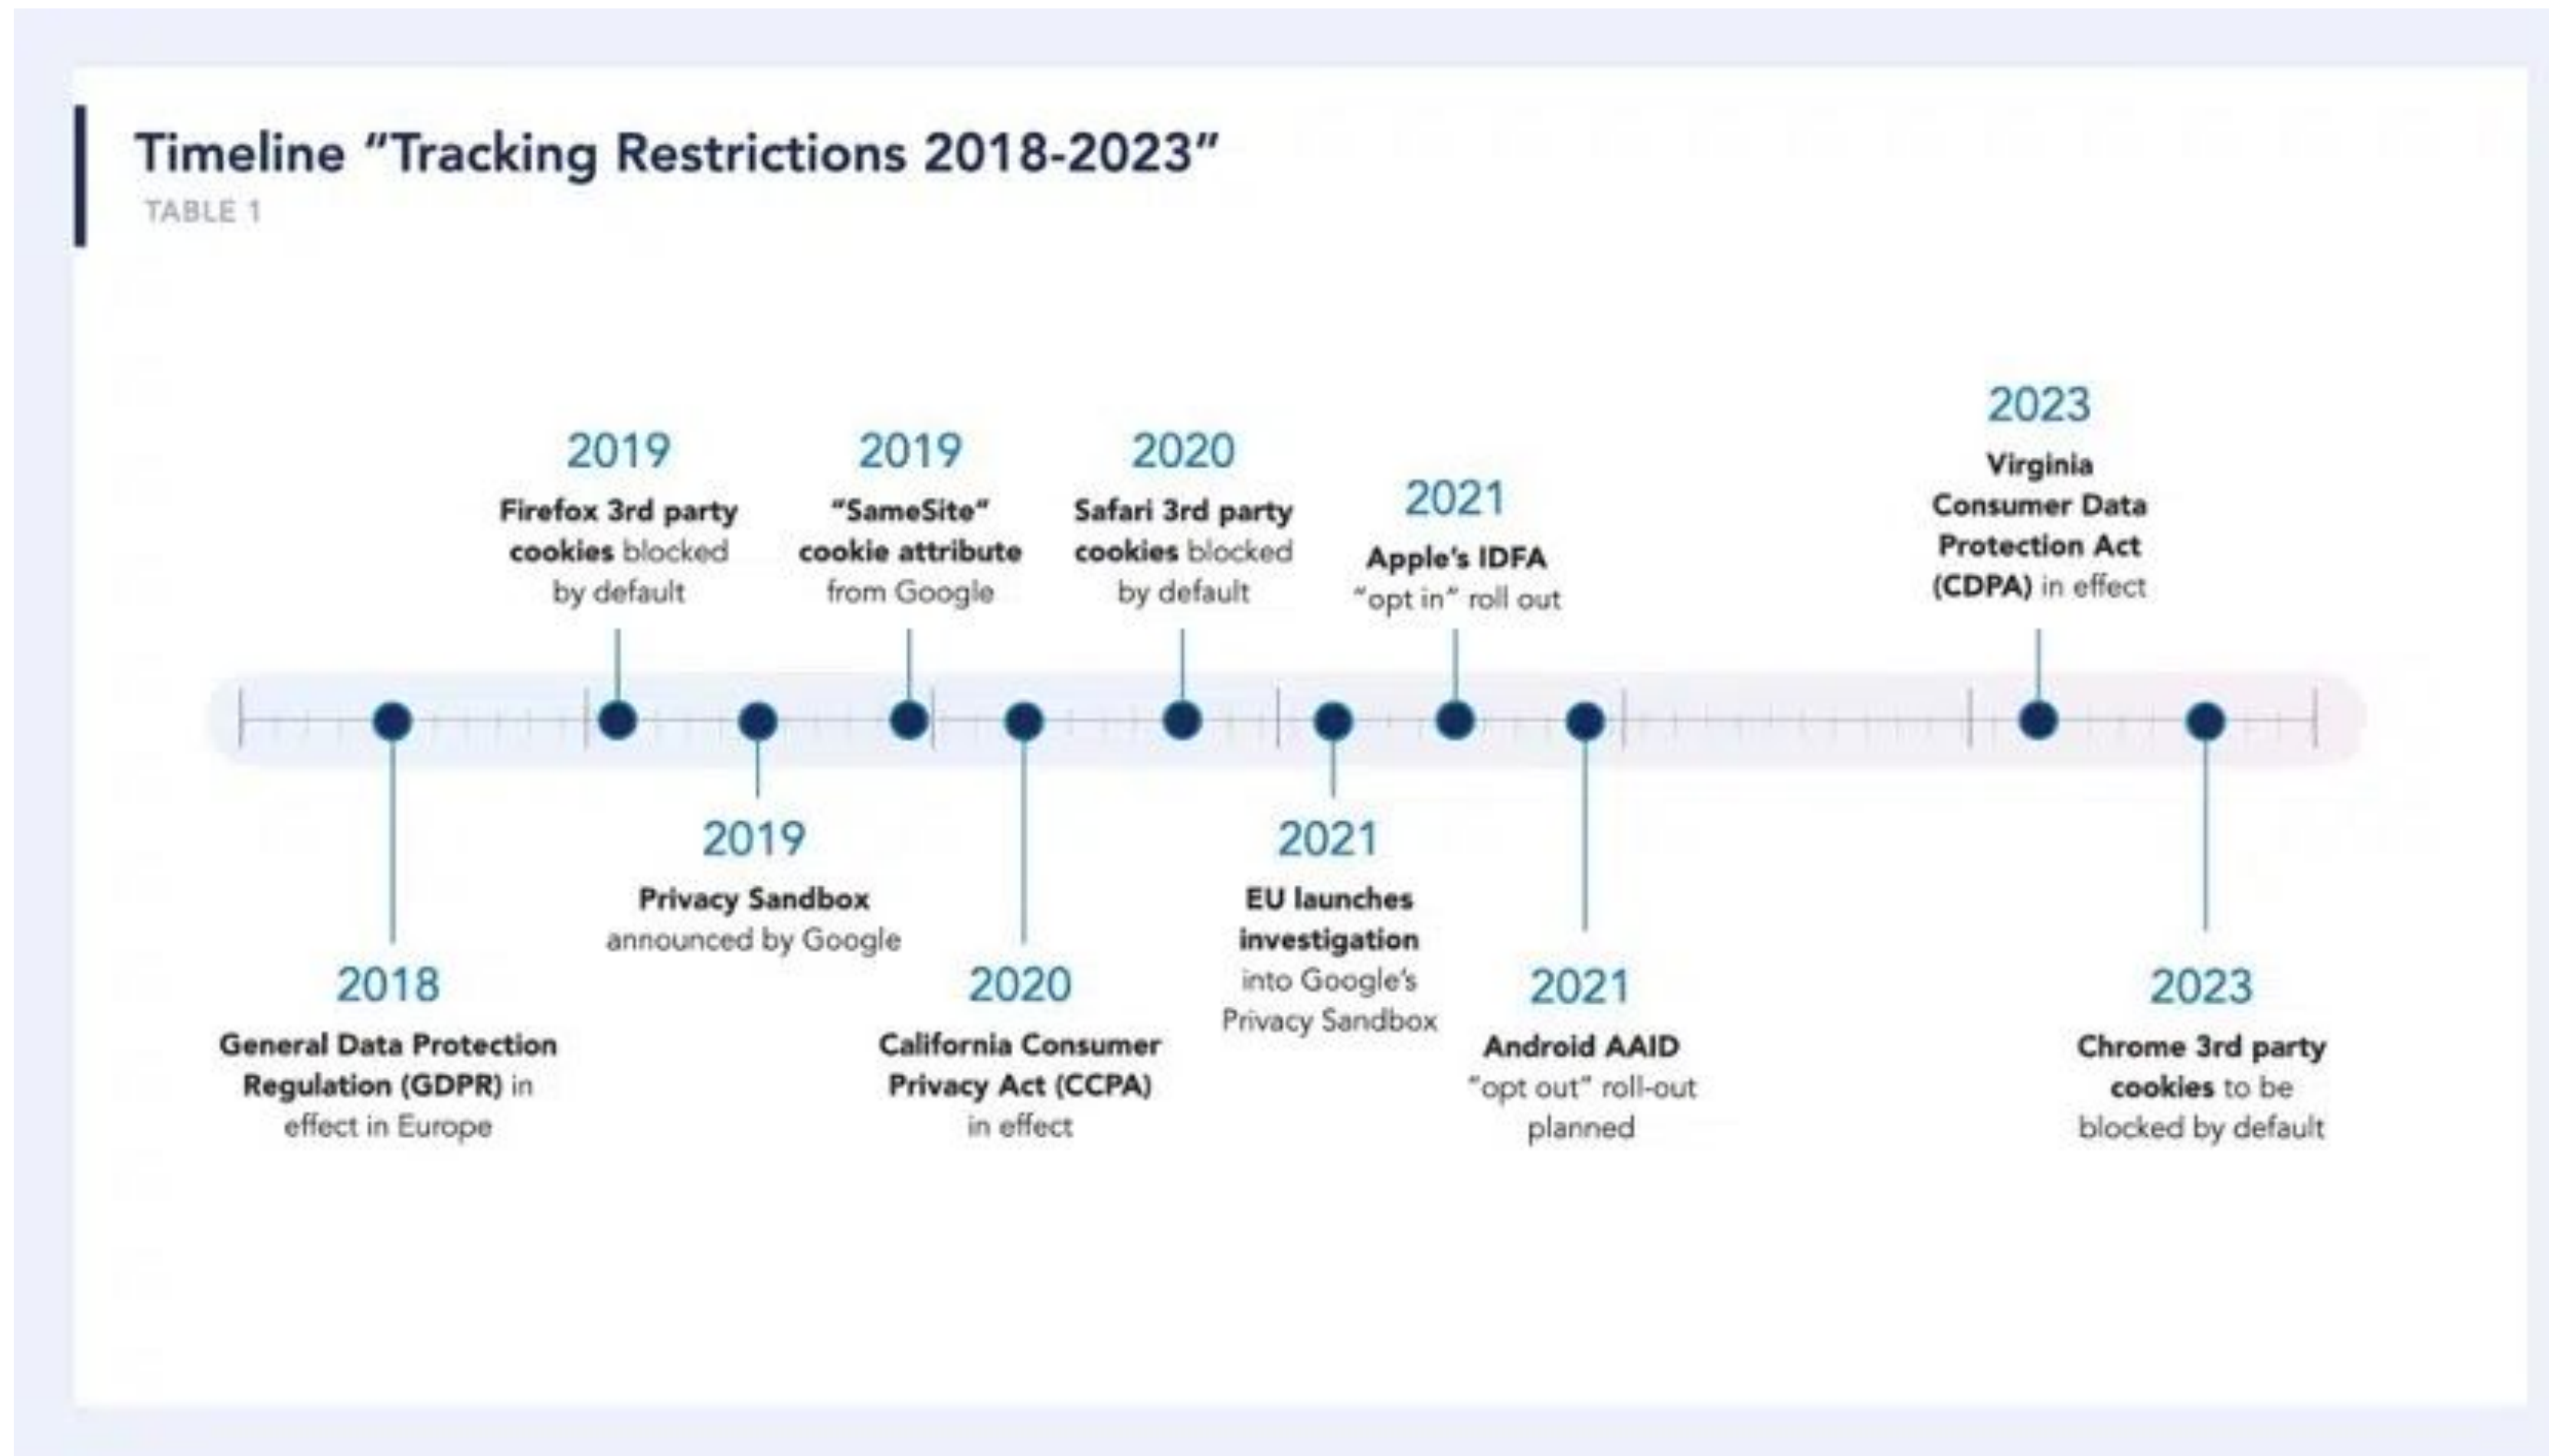 Timeline “Tracking Restrictions 2018-2023”
TABLE 1
2018
General Data Protection
Regulation (GDPR) in
effect in Europe
2019
Firefox 3rd party
cookies blocked
by default
2019
Privacy Sandbox
announced by Google
2019
“SameSite”
cookie attribute
from Google
2020
California Consumer
Privacy Act (CCPA)
in effect
2020
Safari 3rd party
cookies blocked
by default
2021
EU launches
investigation
into Google’s
Privacy Sandbox
2021
Apple’s IDFA
“opt in” roll out
2021
Android AAID
“opt out” roll-out
planned
2023
Virginia
Consumer Data
Protection Act
(CDPA) in effect
2023
Chrome 3rd party
cookies to be
blocked by default